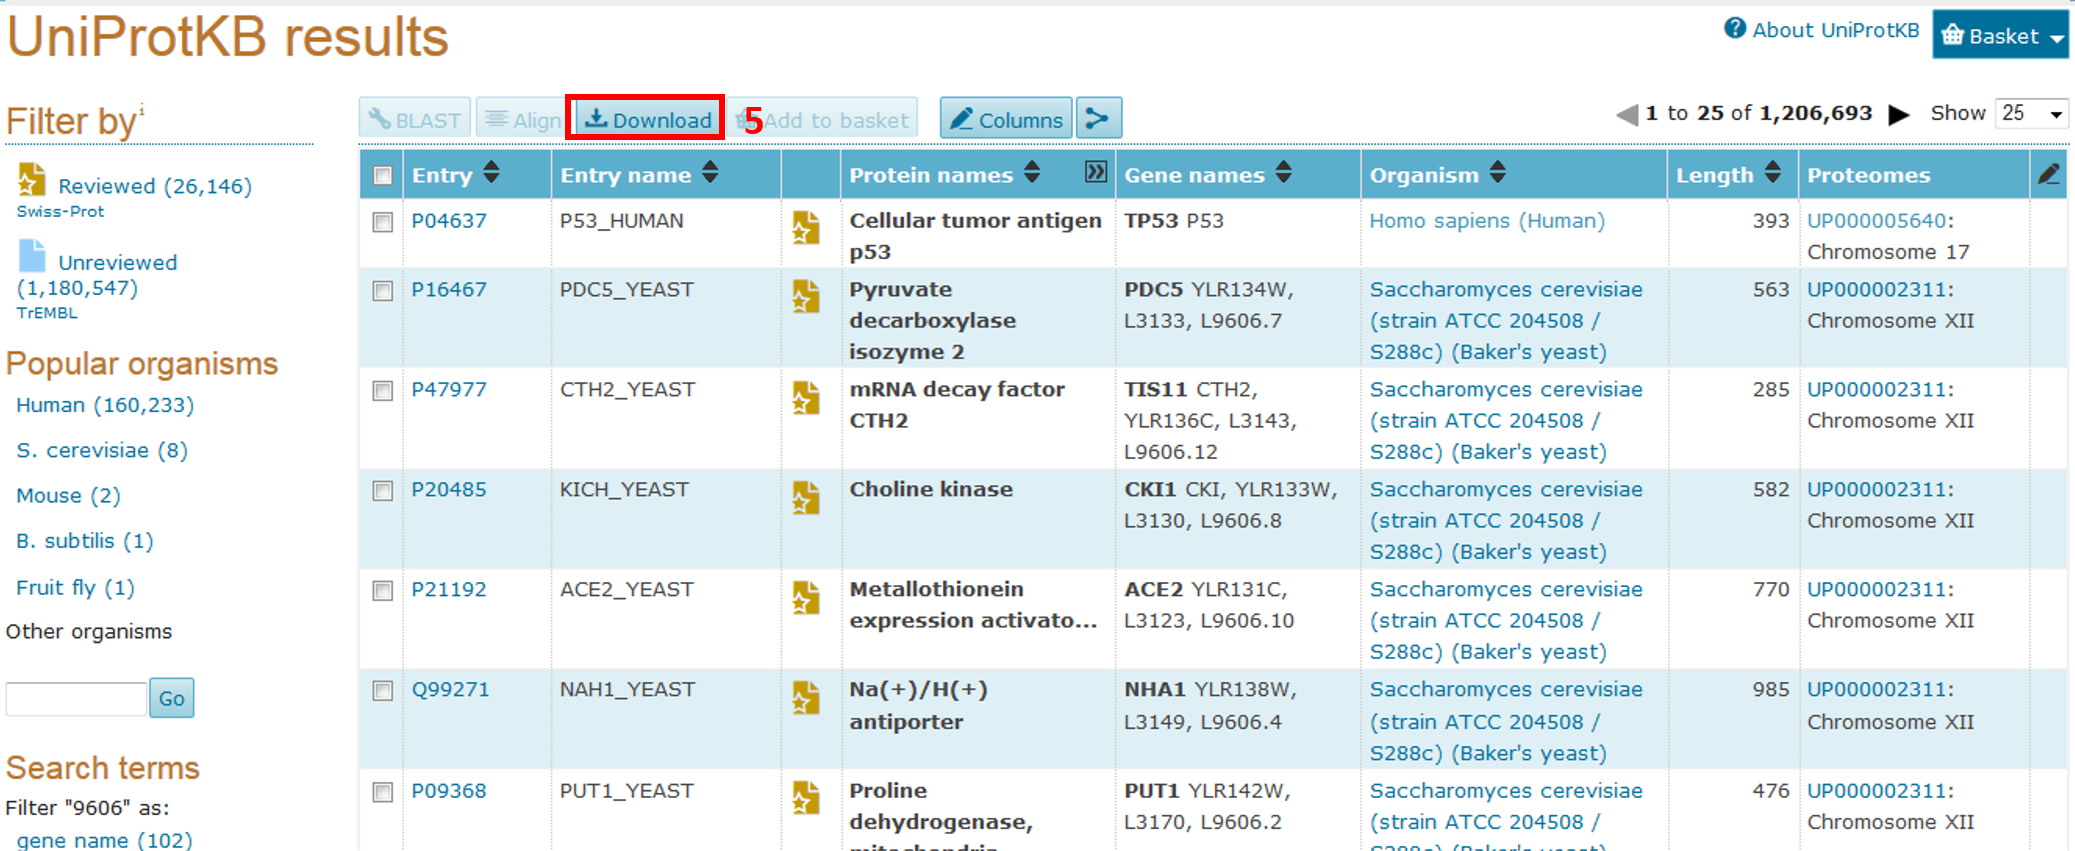 UniProtKB results
About UniProtKB
Basket
Filter by i
BLAST
Align
Download
5
Add to basket
Columns
1 to 25 of 1,206,693
Show 25
Reviewed (26,146)
Swiss-Prot
Unreviewed
(1,180,547)
TrEMBL
Popular organisms
Human (160,233)
S. cerevisiae (8)
Mouse (2)
B. subtilis (1)
Fruit fly (1)
Other organisms
Go
Search terms
Filter "9606" as:
gene name (102)
Entry Entry name Protein names Gene names Organism Length Proteomes
P04637 P53_HUMAN Cellular tumor antigen TP53 P53 Homo sapiens (Human) 393 UP000005640:
p53 Chromosome 17
P16467 PDC5_YEAST Pyruvate PDC5 YLR134W, Saccharomyces cerevisiae 563 UP000002311:
decarboxylase L3133, L9606.7 (strain ATCC 204508 / Chromosome XII
isozyme 2 S288c) (Baker's yeast)
P47977 CTH2_YEAST mRNA decay factor TIS11 CTH2, Saccharomyces cerevisiae 285 UP000002311:
CTH2 YLR136C, L3143, (strain ATCC 204508 / Chromosome XII
L9606.12 S288c) (Baker's yeast)
P20485 KICH_YEAST Choline kinase CKI1 CKI, YLR133W, Saccharomyces cerevisiae 582 UP000002311:
L3130, L9606.8 (strain ATCC 204508 / Chromosome XII
S288c) (Baker's yeast)
P21192 ACE2_YEAST Metallothionein ACE2 YLR131C, Saccharomyces cerevisiae 770 UP000002311:
expression activato... L3123, L9606.10 (strain ATCC 204508 / Chromosome XII
S288c) (Baker's yeast)
Q99271 NAH1_YEAST Na(+)/H(+) NHA1 YLR138W, Saccharomyces cerevisiae 985 UP000002311:
antiporter L3149, L9606.4 (strain ATCC 204508 / Chromosome XII
S288c) (Baker's yeast)
P09368 PUT1_YEAST Proline PUT1 YLR142W, Saccharomyces cerevisiae 476 UP000002311:
dehydrogenase, L3170, L9606.2 (strain ATCC 204508 / Chromosome XII